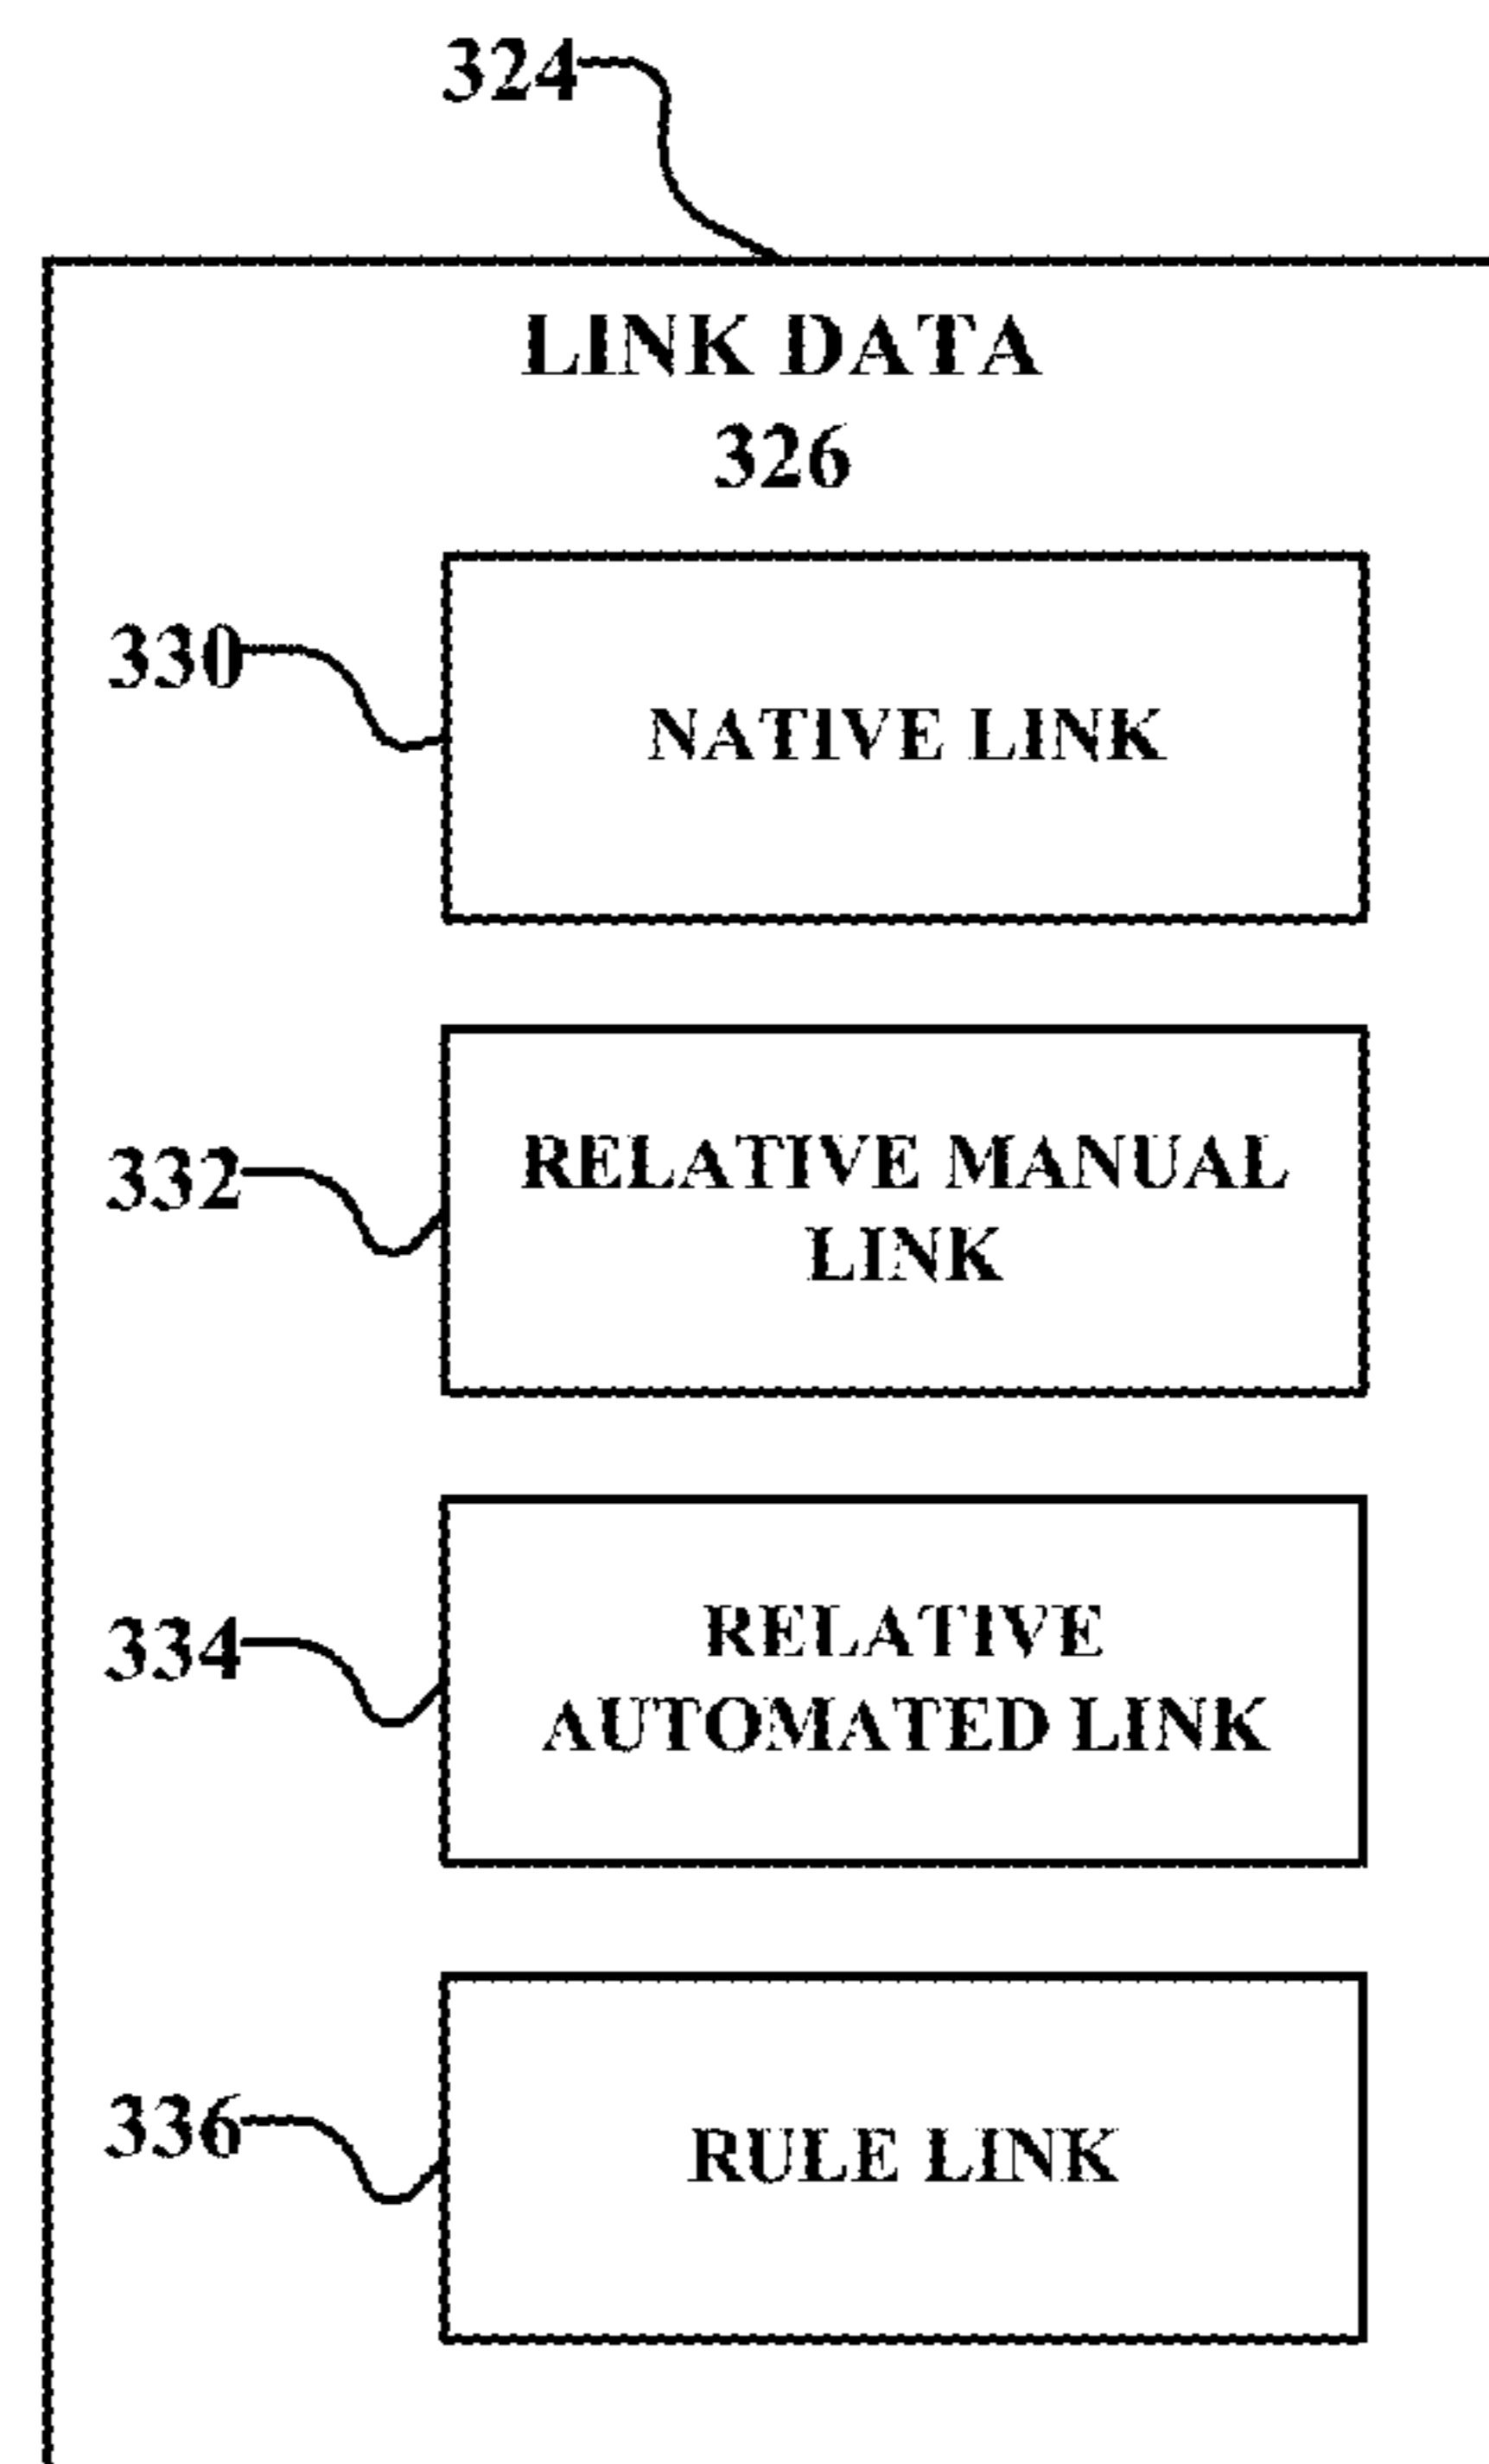 324
LINK DATA
326
330
NATIVE LINK
332
RELATIVE MANUAL
LINK
334
RELATIVE
AUTOMATED LINK
336
RULE LINK